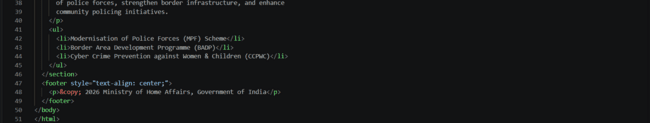 38 of police forces, strengthen border infrastructure, and enhance
39 community policing initiatives.
40 </p>
41 <ul>
42 <li>Modernisation of Police Forces (MPF) Scheme</li>
43 <li>Border Area Development Programme (BADP)</li>
44 <li>Cyber Crime Prevention against Women & Children (CCPWC)</li>
45 </ul>
46 </section>
47 <footer style="text-align: center;">
48 <p>&copy; 2026 Ministry of Home Affairs, Government of India</p>
49 </footer>
50 </body>
51 </html>